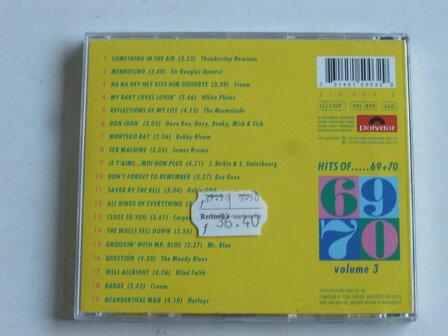 1 SOMETHING IN THE AIR (3.53) Thunderclap Newman
2 MENDOCINO (2.40) Sir Douglas Quintet
3 NA NA HEY HEY KISS HIM GOODBYE (3.39) Steam
4 MY BABY LOVES LOVIN' (2.46) White Plains
5 REFLECTIONS OF MY LIFE (4.12) The Marmalade
6 DON JUAN (3.05) Dave Dee, Dozy, Beaky, Mick & Tich
7 MONTEGO BAY (2.56) Bobby Bloom
8 SEX MACHINE (5.05) James Brown
9 JE T'AIME...MOI NON PLUS (4.21) J. Birkin & S. Gainsbourg
10 DON'T FORGET TO REMEMBER (3.27) Bee Gees
11 SAVED BY THE BELL (3.04)
12 ALL KINDS OF EVERYTHING
13 CLOSE TO YOU (3.41) Carpe
14 THE WALLS FELL DOWN
15 GROOVIN' WITH MR. BLOE (2.37) Mr. Bloe
16 QUESTION (4.50) The Moody Blues
17 WELL ALLRIGHT (4.26) Blind Faith
18 BADGE (2.42) Cream
19 NEANDERTHAL MAN (4.10) Hotlegs
f 36.40
Polydor
HITS OF.....69+70
69
70
volume 3